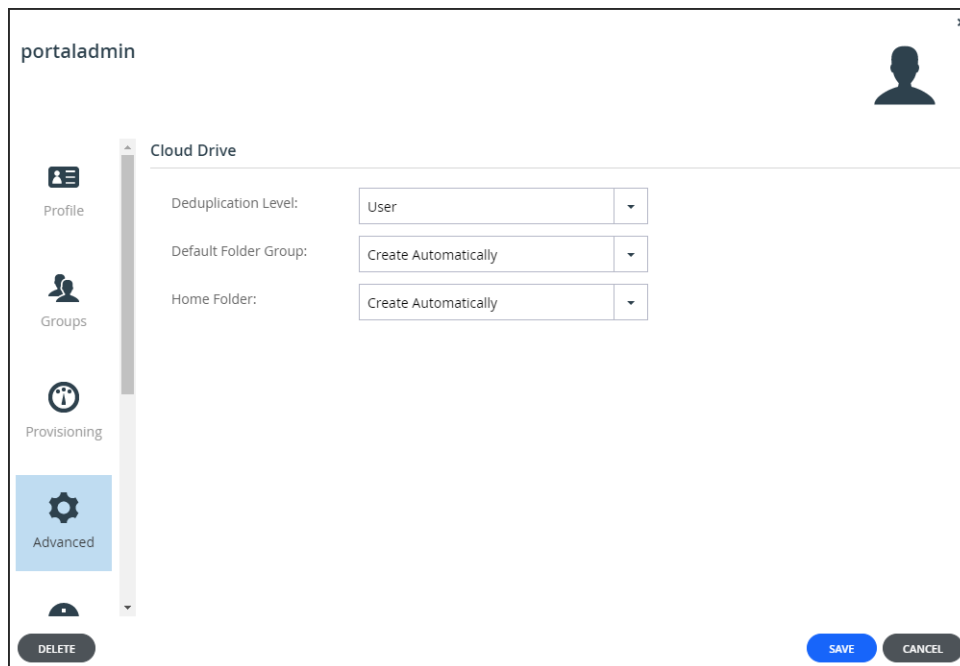 portaladmin
Cloud Drive
Profile
Deduplication Level:
User
Default Folder Group:
Create Automatically
Home Folder:
Create Automatically
Groups
Provisioning
Advanced
DELETE
SAVE
CANCEL